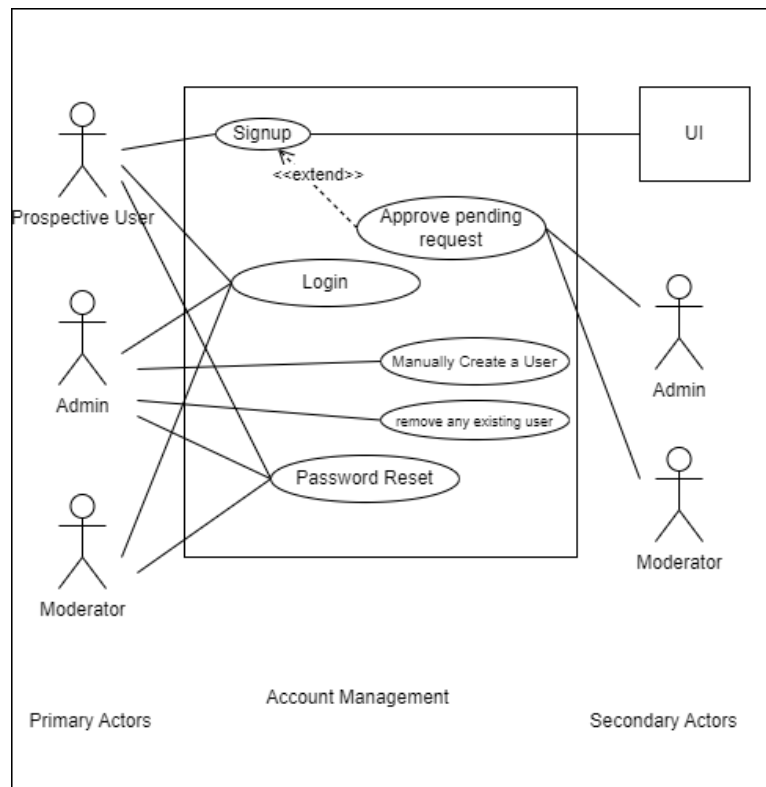 Signup
UI
<<extend>>
Prospective User
Approve pending
request
Login
Manually Create a User
Admin
Admin
remove any existing user
Password Reset
Moderator
Moderator
Account Management
Primary Actors
Secondary Actors